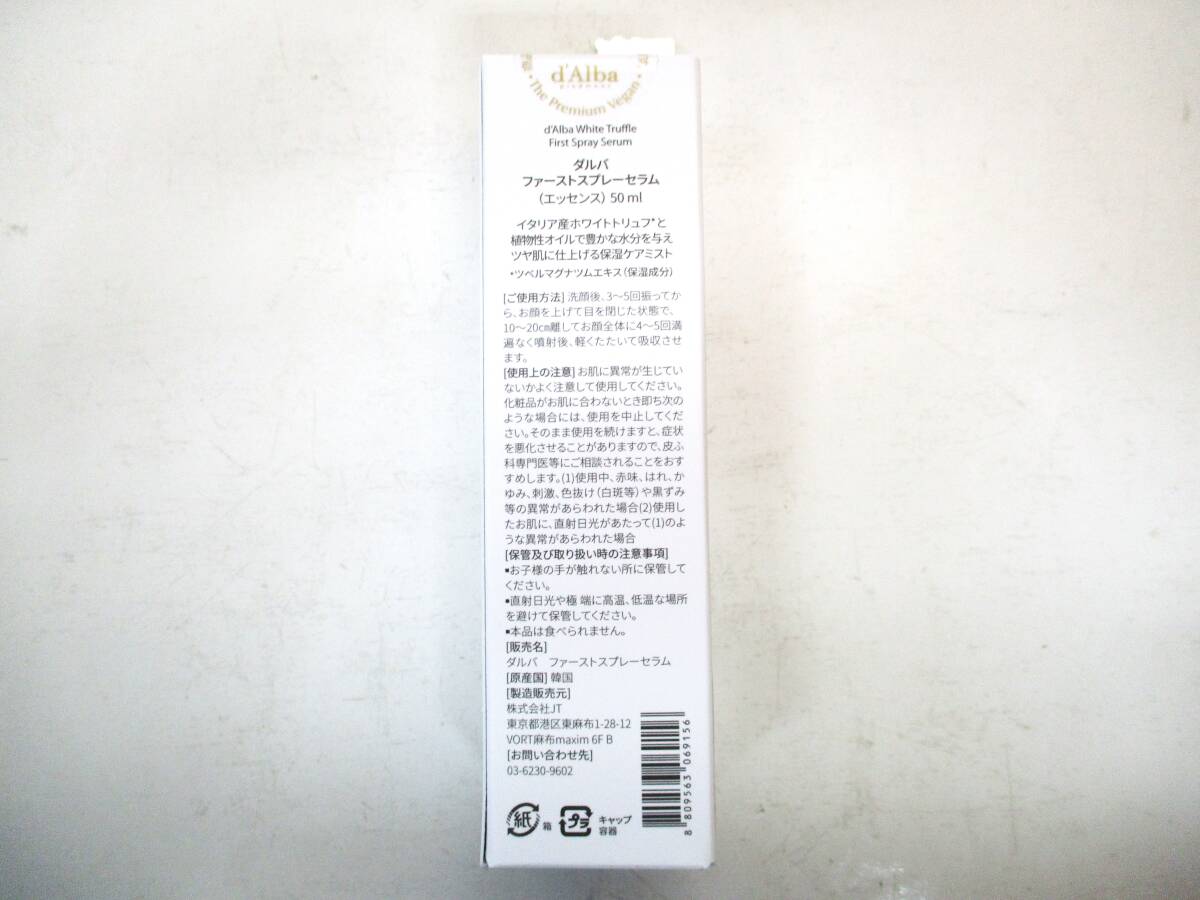 d'Alba
piedmont
The Premium Vegan
d'Alba White Truffle
First Spray Serum
ダルバ
ファーストスプレーセラム
（エッセンス）50 ml
イタリア産ホワイトトリュフ*と
植物性オイルで豊かな水分を与え
ツヤ肌に仕上げる保湿ケアミスト
*ツベルマグナツムエキス（保湿成分）
[ご使用方法] 洗顔後、3～5回振ってか
ら、お顔を上げて目を閉じた状態で、
10～20㎝離してお顔全体に4～5回満
遍なく噴射後、軽くたたいて吸収させ
ます。
[使用上の注意] お肌に異常が生じてい
ないかよく注意して使用してください。
化粧品がお肌に合わないとき即ち次の
ような場合には、使用を中止してくだ
さい。そのまま使用を続けますと、症状
を悪化させることがありますので、皮ふ
科専門医等にご相談されることをおす
すめします。(1)使用中、赤味、はれ、か
ゆみ、刺激、色抜け（白斑等）や黒ずみ
等の異常があらわれた場合(2)使用し
たお肌に、直射日光があたって(1)のよ
うな異常があらわれた場合
[保管及び取り扱い時の注意事項]
▪お子様の手が触れない所に保管して
ください。
▪直射日光や極 端に高温、低温な場所
を避けて保管してください。
▪本品は食べられません。
[販売名]
ダルバ　ファーストスプレーセラム
[原産国] 韓国
[製造販売元]
株式会社JT
東京都港区東麻布1-28-12
VORT麻布maxim 6F B
[お問い合わせ先]
03-6230-9602
紙 箱
プラ キャップ
容器
8 809563 069156